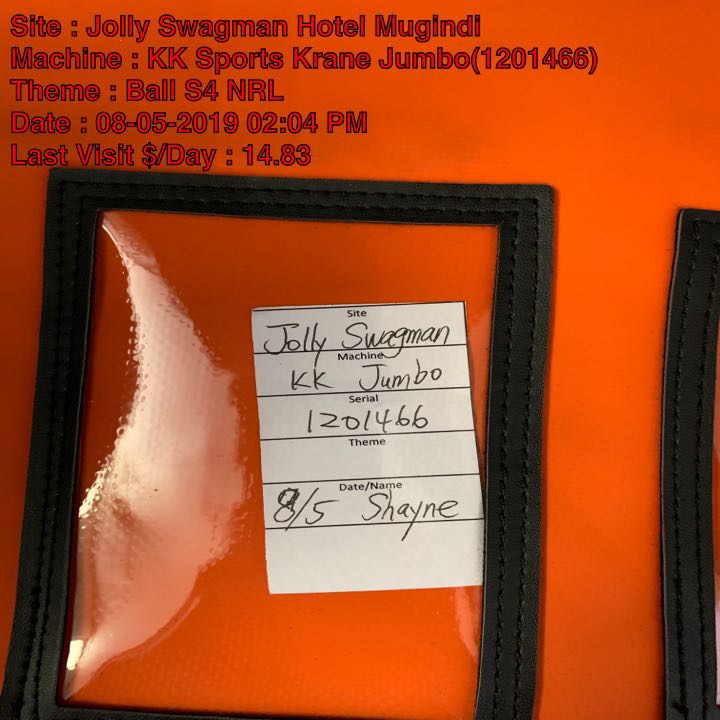 Site : Jolly Swagman Hotel Mugindi
Machine : KK Sports Krane Jumbo(1201466)
Theme : Ball S4 NRL
Date : 08-05-2019 02:04 PM
Last Visit $/Day : 14.83
Site
Jolly Swagman
Machine
KK Jumbo
Serial
1201466
Theme
Date/Name
8/5 Shayne